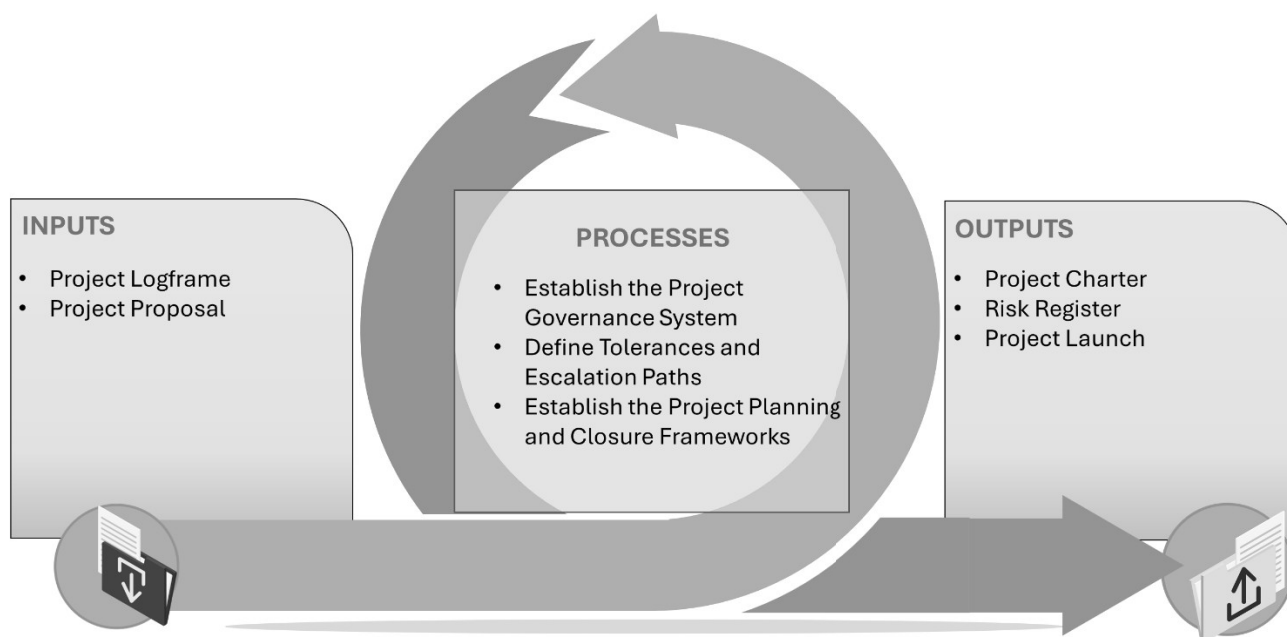 INPUTS
• Project Logframe
• Project Proposal
PROCESSES
• Establish the Project
Governance System
• Define Tolerances and
Escalation Paths
• Establish the Project Planning
and Closure Frameworks
OUTPUTS
• Project Charter
• Risk Register
• Project Launch